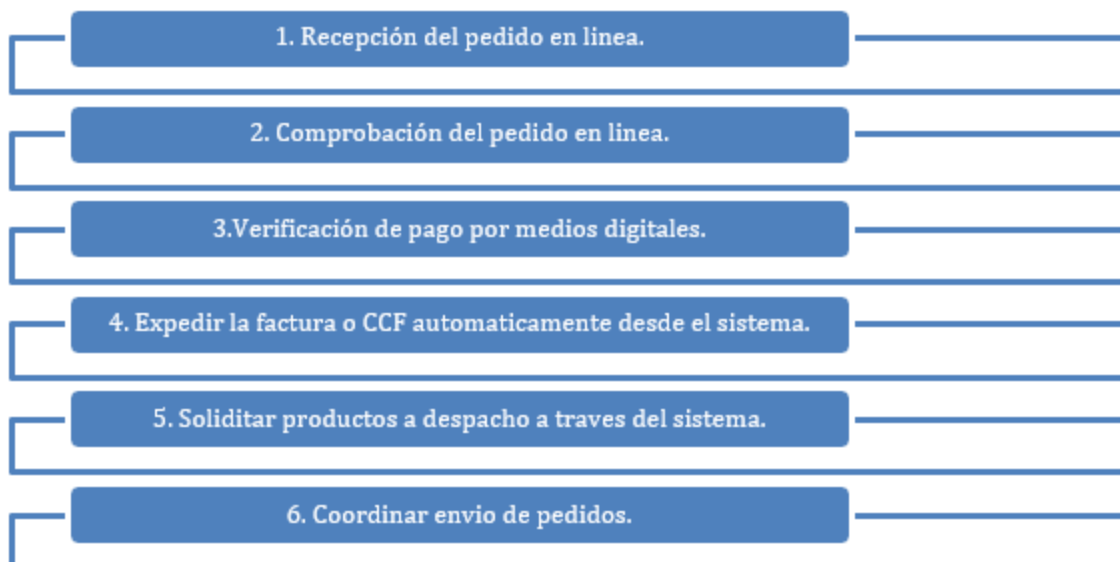 1. Recepción del pedido en linea.
2. Comprobación del pedido en linea.
3.Verificación de pago por medios digitales.
4. Expedir la factura o CCF automaticamente desde el sistema.
5. Soliditar productos a despacho a traves del sistema.
6. Coordinar envio de pedidos.